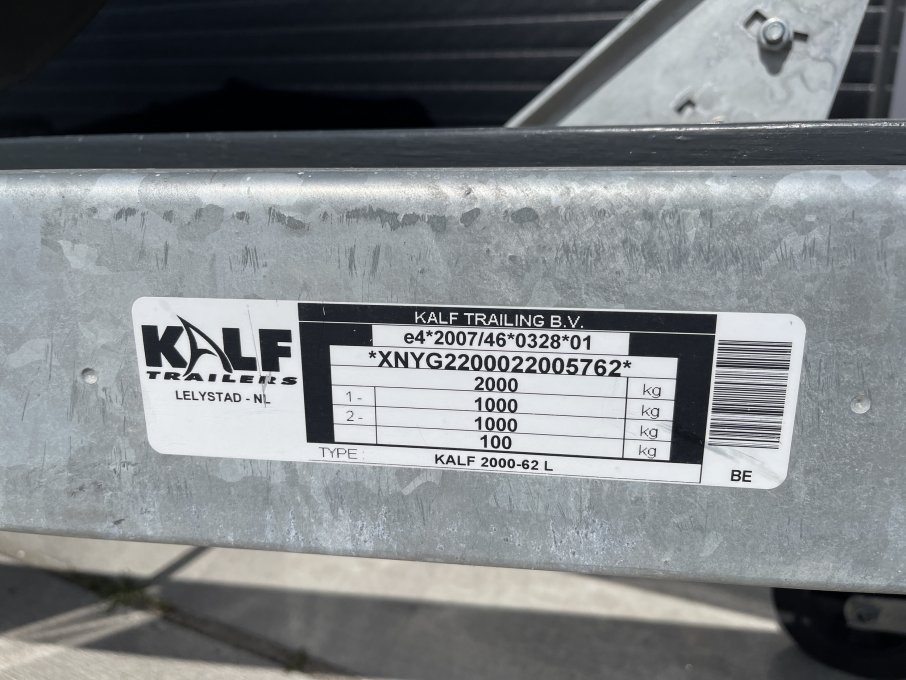 KALF
TRAILERS
LELYSTAD - NL
KALF TRAILING B.V.
e4*2007/46*0328*01
*XNYG2200022005762*
2000 kg
1 - 1000 kg
2 - 1000 kg
100 kg
TYPE : KALF 2000-62 L
BE